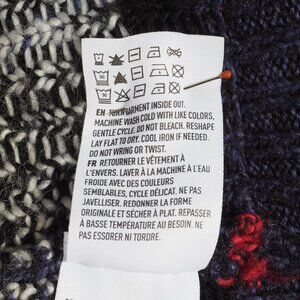 EN TURN GARMENT INSIDE OUT.
MACHINE WASH COLD WITH LIKE COLORS,
GENTLE CYCLE. DO NOT BLEACH. RESHAPE
LAY FLAT TO DRY. COOL IRON IF NEEDED.
DO NOT WRING OR TWIST.
FR RETOURNER LE VÊTEMENT À
L'ENVERS. LAVER À LA MACHINE À L'EAU
FROIDE AVEC DES COULEURS
SEMBLABLES, CYCLE DÉLICAT. NE PAS
JAVELLISER. REDONNER LA FORME
ORIGINALE ET SÉCHER À PLAT. REPASSER
À BASSE TEMPÉRATURE AU BESOIN. NE
PAS ESSORER NI TORDRE.